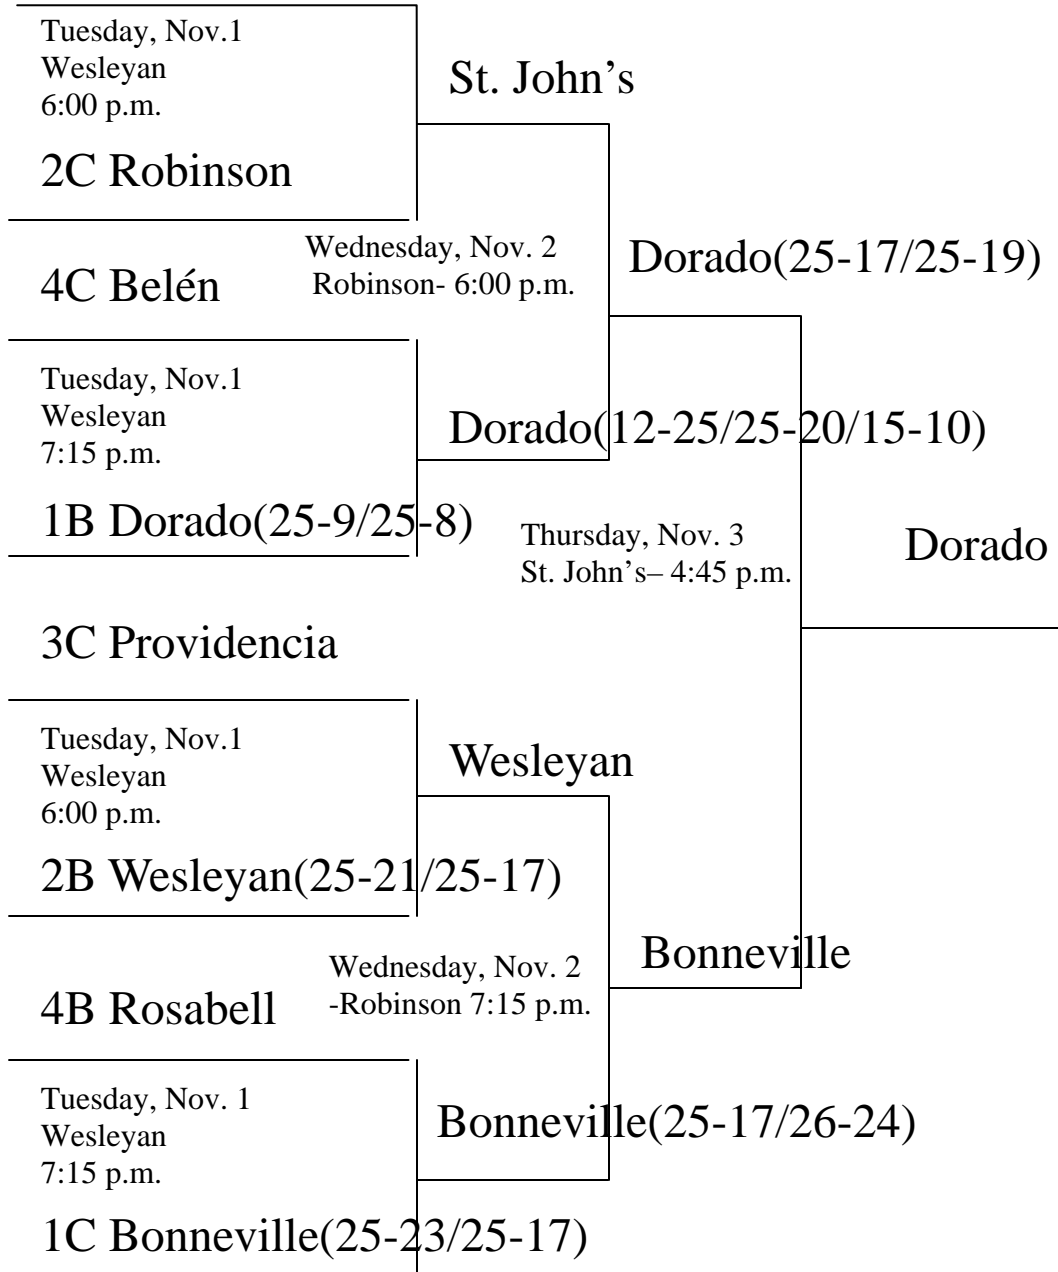 Tuesday, Nov.1
Wesleyan
6:00 p.m.
St. John’s
2C Robinson
Wednesday, Nov. 2
Robinson- 6:00 p.m.
Dorado(25-17/25-19)
4C Belén
Tuesday, Nov.1
Wesleyan
7:15 p.m.
Dorado(12-25/25-20/15-10)
1B Dorado(25-9/25-8)
Thursday, Nov. 3
St. John’s– 4:45 p.m.
Dorado
3C Providencia
Tuesday, Nov.1
Wesleyan
6:00 p.m.
Wesleyan
2B Wesleyan(25-21/25-17)
Bonneville
Wednesday, Nov. 2
-Robinson 7:15 p.m.
4B Rosabell
Tuesday, Nov. 1
Wesleyan
7:15 p.m.
Bonneville(25-17/26-24)
1C Bonneville(25-23/25-17)